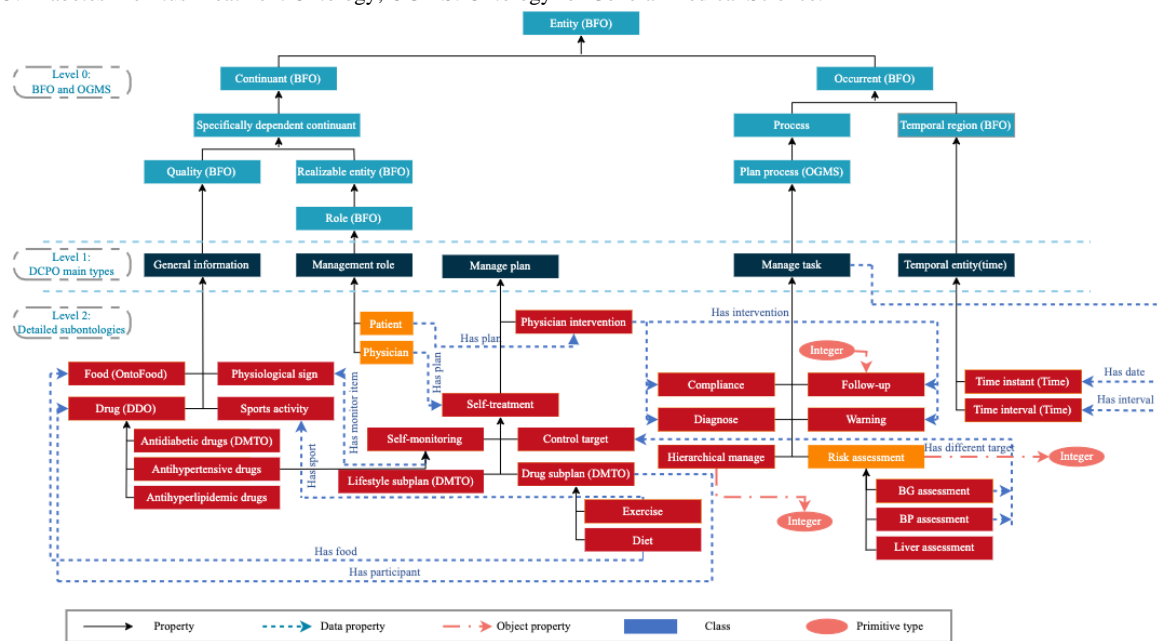 Entity (BFO)
Level 0:
BFO and OGMS
Continuant (BFO)
Occurrent (BFO)
Specifically dependent continuant
Process
Temporal region (BFO)
Quality (BFO)
Realizable entity (BFO)
Plan process (OGMS)
Role (BFO)
Level 1:
DCPO main types
General information
Management role
Manage plan
Manage task
Temporal entity(time)
Level 2:
Detailed subontologies
Patient
Physician intervention
Has intervention
Has plan
Physician
Integer
Has plan
Food (OntoFood)
Physiological sign
Compliance
Follow-up
Time instant (Time)
Has date
Drug (DDO)
Sports activity
Has monitor item
Self-treatment
Diagnose
Warning
Time interval (Time)
Has interval
Antidiabetic drugs (DMTO)
Self-monitoring
Control target
Has different target
Hierarchical manage
Risk assessment
Integer
Antihypertensive drugs
Has sport
Lifestyle subplan (DMTO)
Drug subplan (DMTO)
Antihyperlipidemic drugs
BG assessment
Exercise
Integer
BP assessment
Diet
Liver assessment
Has food
Has participant
Property
Data property
Object property
Class
Primitive type